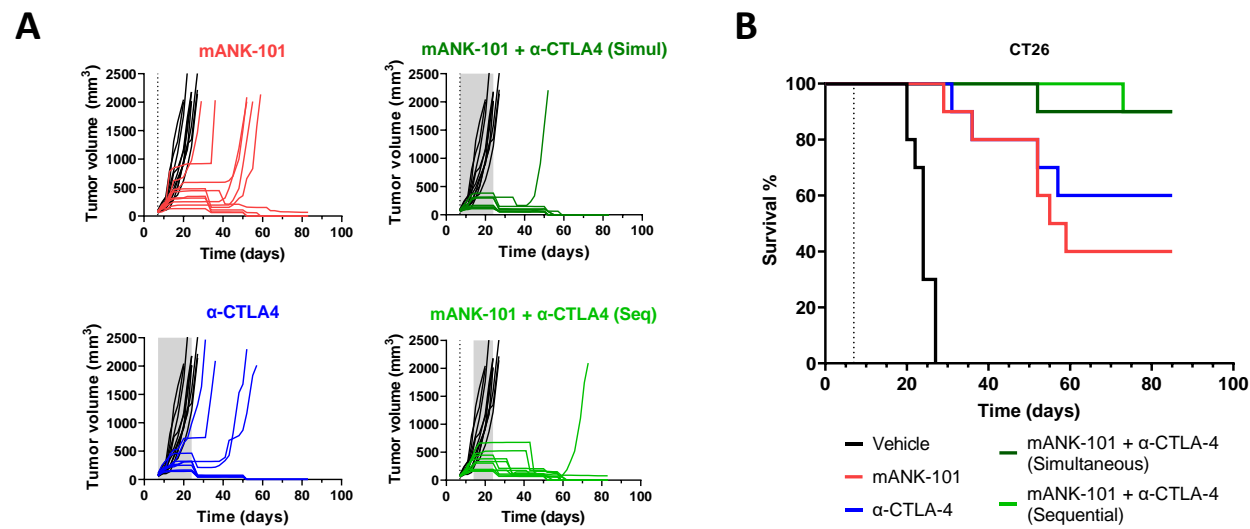 A
B
mANK-101
Tumor volume (mm³)
2500
2000
1500
1000
500
0
0 20 40 60 80 100
Time (days)
mANK-101 + α-CTLA4 (Simul)
Tumor volume (mm³)
2500
2000
1500
1000
500
0
0 20 40 60 80 100
Time (days)
α-CTLA4
Tumor volume (mm³)
2500
2000
1500
1000
500
0
0 20 40 60 80 100
Time (days)
mANK-101 + α-CTLA4 (Seq)
Tumor volume (mm³)
2500
2000
1500
1000
500
0
0 20 40 60 80 100
Time (days)
CT26
Survival %
100
80
60
40
20
0
0 20 40 60 80 100
Time (days)
Vehicle
mANK-101
α-CTLA-4
mANK-101 + α-CTLA-4
(Simultaneous)
mANK-101 + α-CTLA-4
(Sequential)